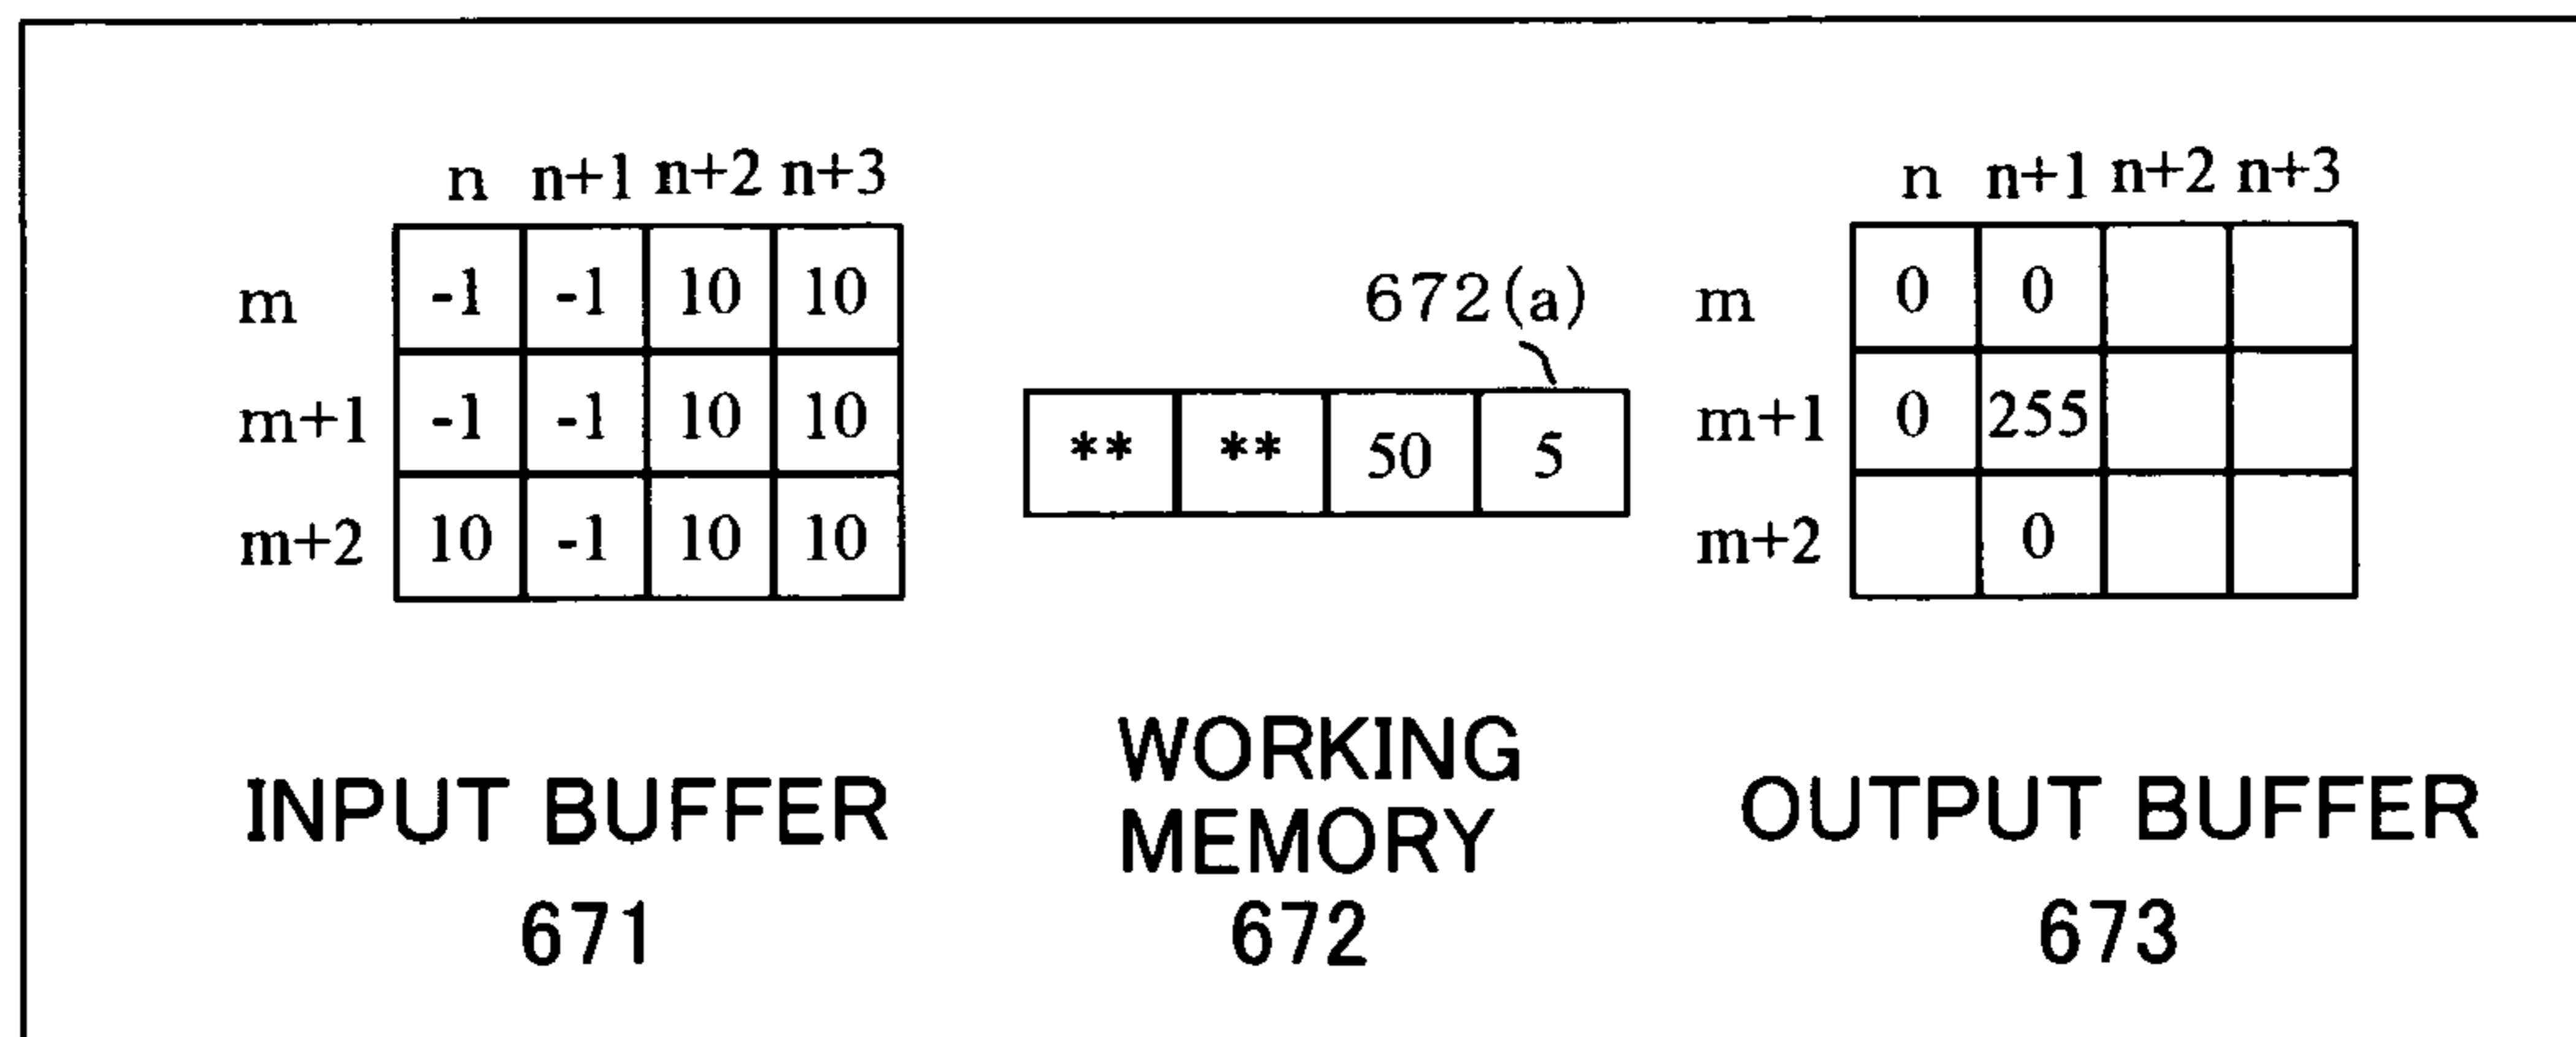 n n+1 n+2 n+3
m -1 -1 10 10
m+1 -1 -1 10 10
m+2 10 -1 10 10
INPUT BUFFER
671
672(a)
** ** 50 5
WORKING
MEMORY
672
n n+1 n+2 n+3
m 0 0
m+1 0 255
m+2 0
OUTPUT BUFFER
673